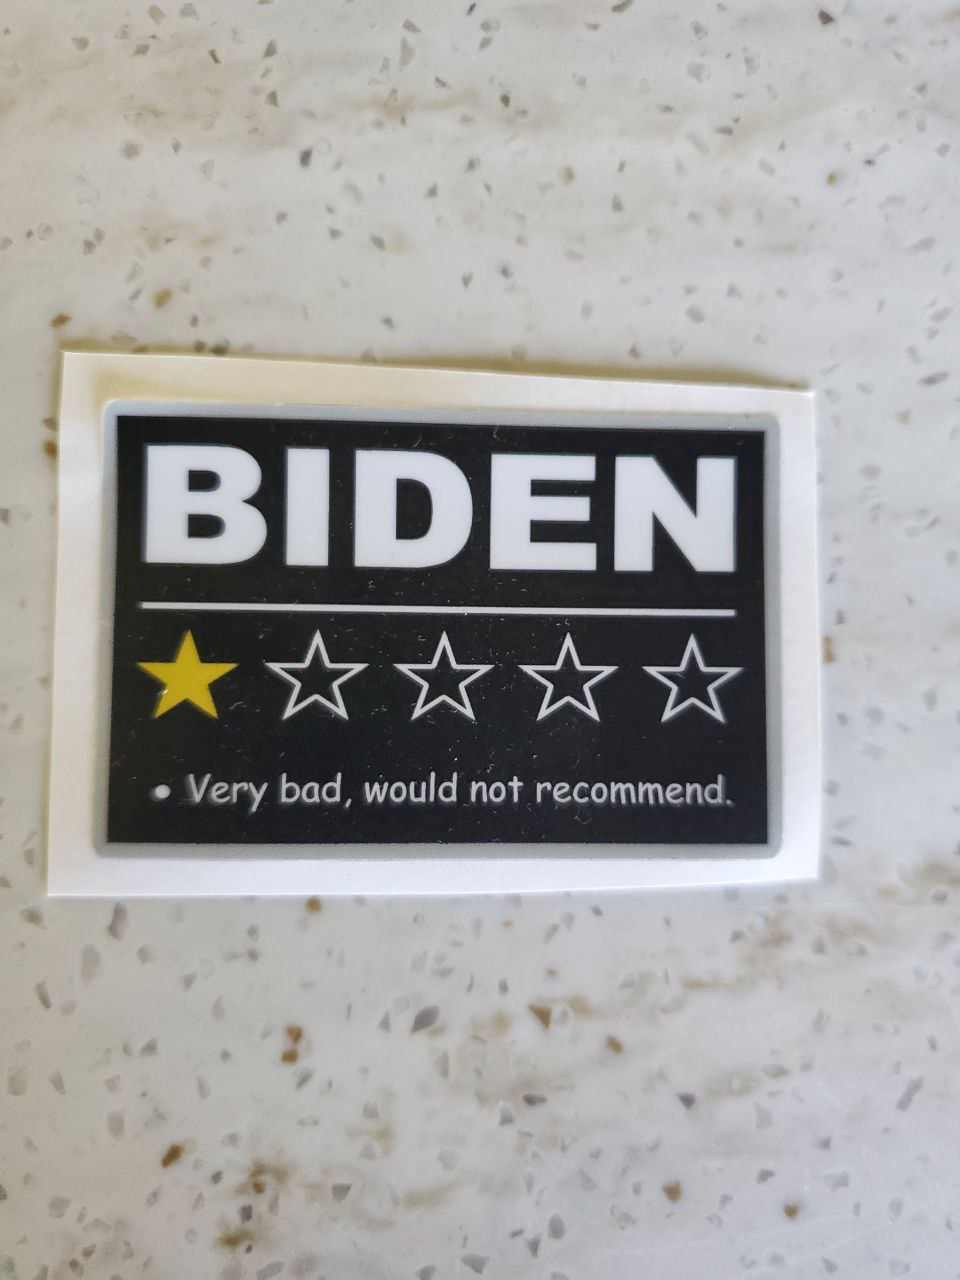 BIDEN
• Very bad, would not recommend.